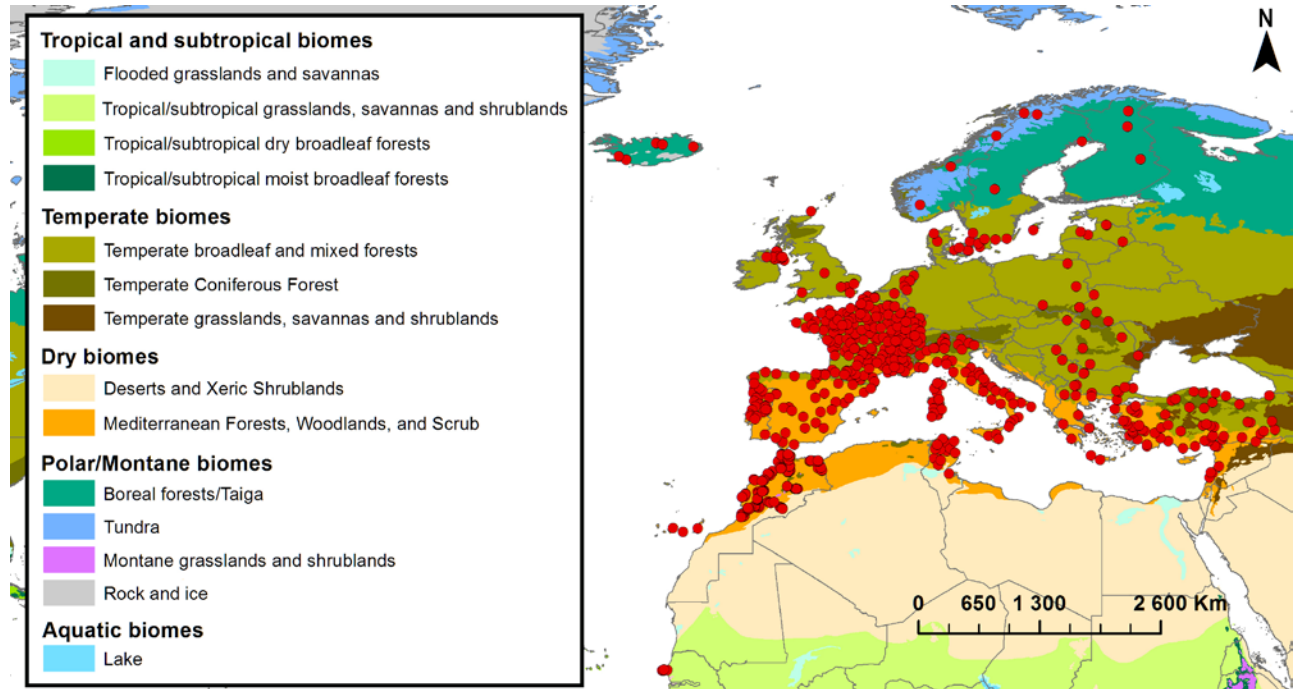 Tropical and subtropical biomes
Flooded grasslands and savannas
Tropical/subtropical grasslands, savannas and shrublands
Tropical/subtropical dry broadleaf forests
Tropical/subtropical moist broadleaf forests
Temperate biomes
Temperate broadleaf and mixed forests
Temperate Coniferous Forest
Temperate grasslands, savannas and shrublands
Dry biomes
Deserts and Xeric Shrublands
Mediterranean Forests, Woodlands, and Scrub
Polar/Montane biomes
Boreal forests/Taiga
Tundra
Montane grasslands and shrublands
Rock and ice
Aquatic biomes
Lake
N
0 650 1 300 2 600 Km